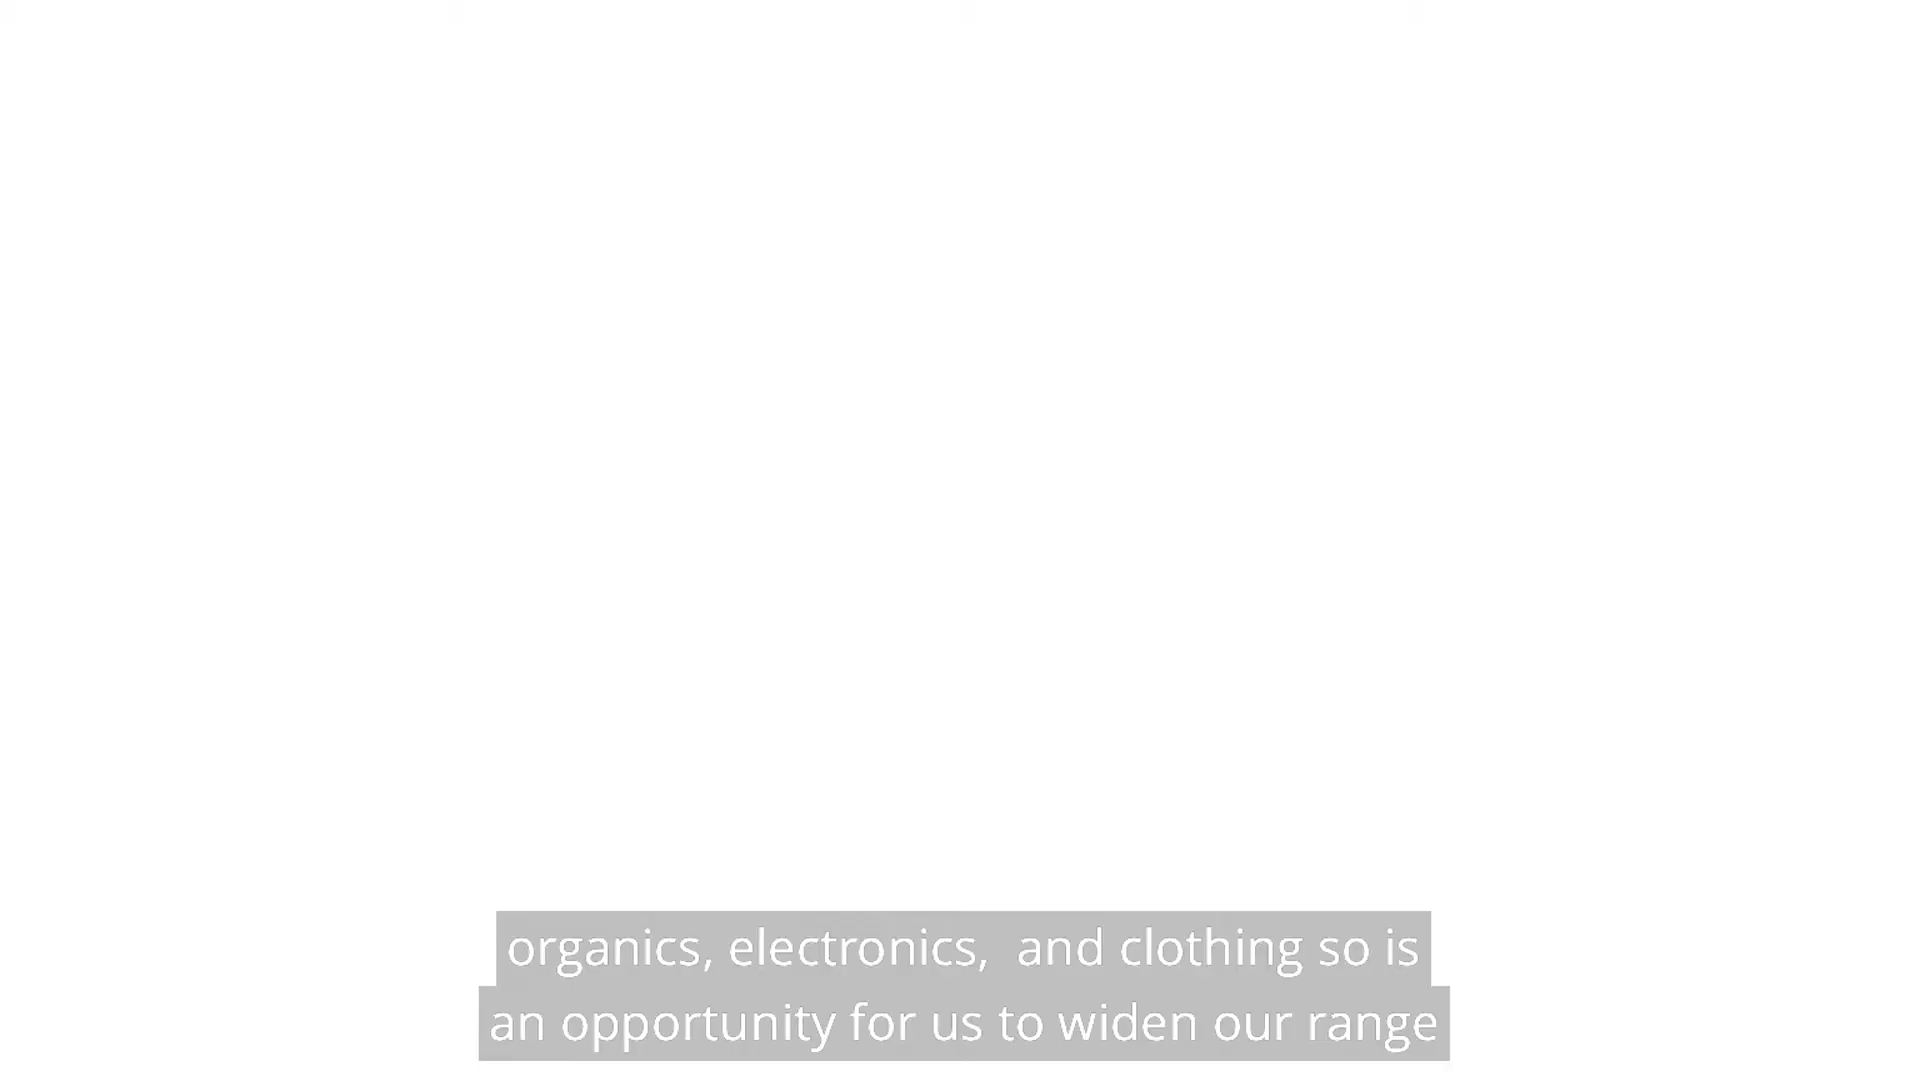 organics, electronics,  and clothing so is
an opportunity for us to widen our range